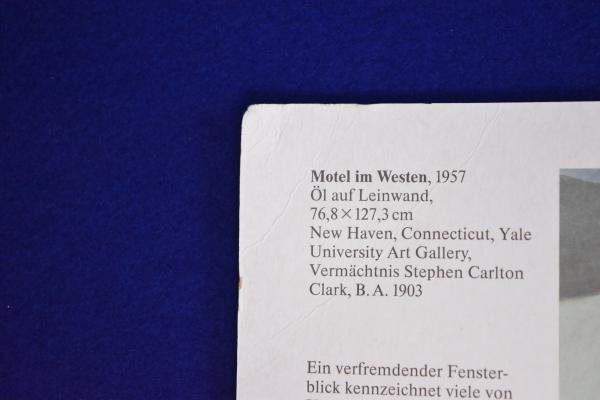 Motel im Westen, 1957
Öl auf Leinwand,
76,8 × 127,3 cm
New Haven, Connecticut, Yale
University Art Gallery,
Vermächtnis Stephen Carlton
Clark, B. A. 1903
Ein verfremdender Fenster-
blick kennzeichnet viele von